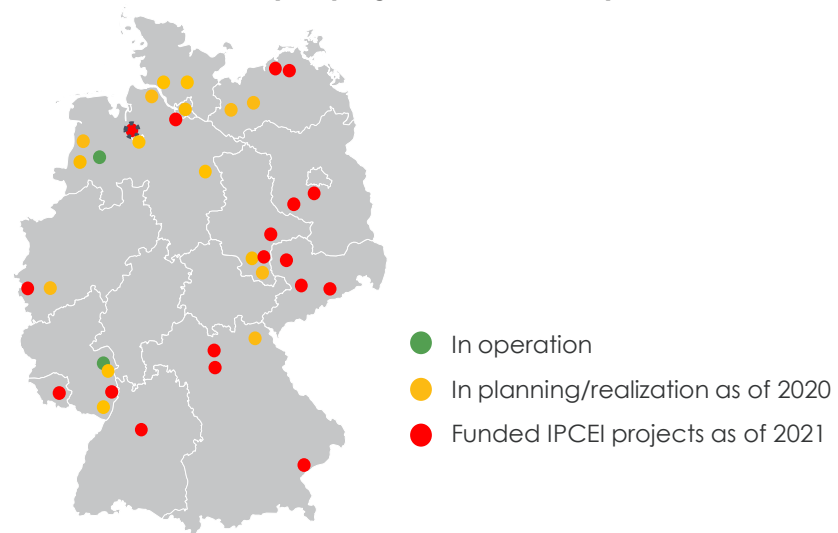 In operation
In planning/realization as of 2020
Funded IPCEI projects as of 2021